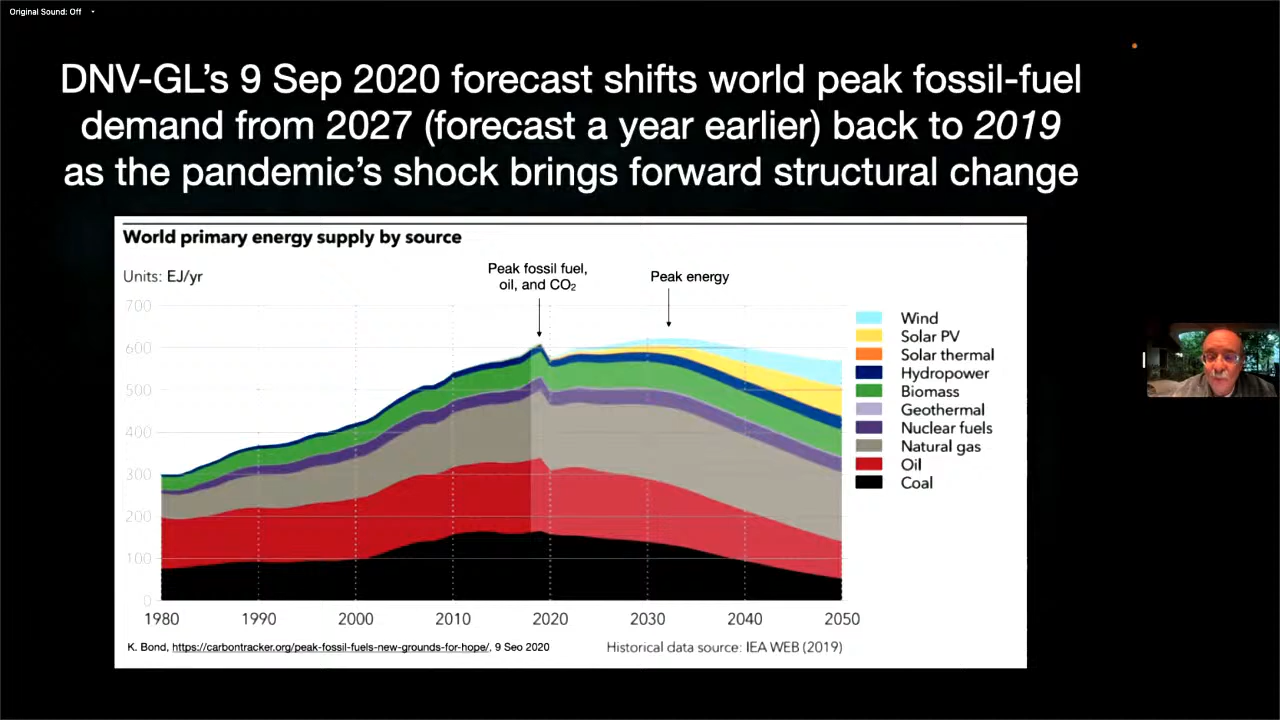 Original Sound: Off
DNV-GL’s 9 Sep 2020 forecast shifts world peak fossil-fuel
demand from 2027 (forecast a year earlier) back to 2019
as the pandemic’s shock brings forward structural change
World primary energy supply by source
Units: EJ/yr
Peak fossil fuel,
oil, and CO₂
Peak energy
700
600
500
400
300
200
100
0
1980 1990 2000 2010 2020 2030 2040 2050
Wind
Solar PV
Solar thermal
Hydropower
Biomass
Geothermal
Nuclear fuels
Natural gas
Oil
Coal
K. Bond, https://carbontracker.org/peak-fossil-fuels-new-grounds-for-hope/, 9 Seo 2020
Historical data source: IEA WEB (2019)